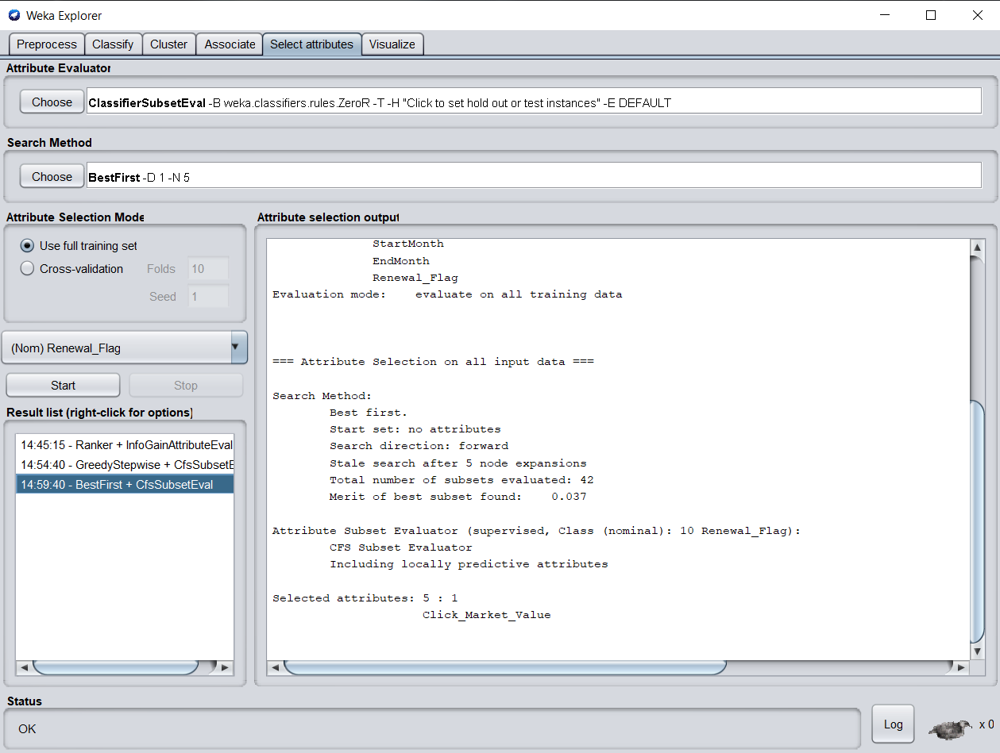 Weka Explorer
Preprocess Classify Cluster Associate Select attributes Visualize
Attribute Evaluator
Choose ClassifierSubsetEval -B weka.classifiers.rules.ZeroR -T -H "Click to set hold out or test instances" -E DEFAULT
Search Method
Choose BestFirst -D 1 -N 5
Attribute Selection Mode
Use full training set
Cross-validation Folds 10
Seed 1
(Nom) Renewal_Flag
Start Stop
Result list (right-click for options)
14:45:15 - Ranker + InfoGainAttributeEval
14:54:40 - GreedyStepwise + CfsSubsetE
14:59:40 - BestFirst + CfsSubsetEval
Attribute selection output
StartMonth
EndMonth
Renewal_Flag
Evaluation mode: evaluate on all training data
=== Attribute Selection on all input data ===
Search Method:
Best first.
Start set: no attributes
Search direction: forward
Stale search after 5 node expansions
Total number of subsets evaluated: 42
Merit of best subset found: 0.037
Attribute Subset Evaluator (supervised, Class (nominal): 10 Renewal_Flag):
CFS Subset Evaluator
Including locally predictive attributes
Selected attributes: 5 : 1
Click_Market_Value
Status
OK
Log x 0